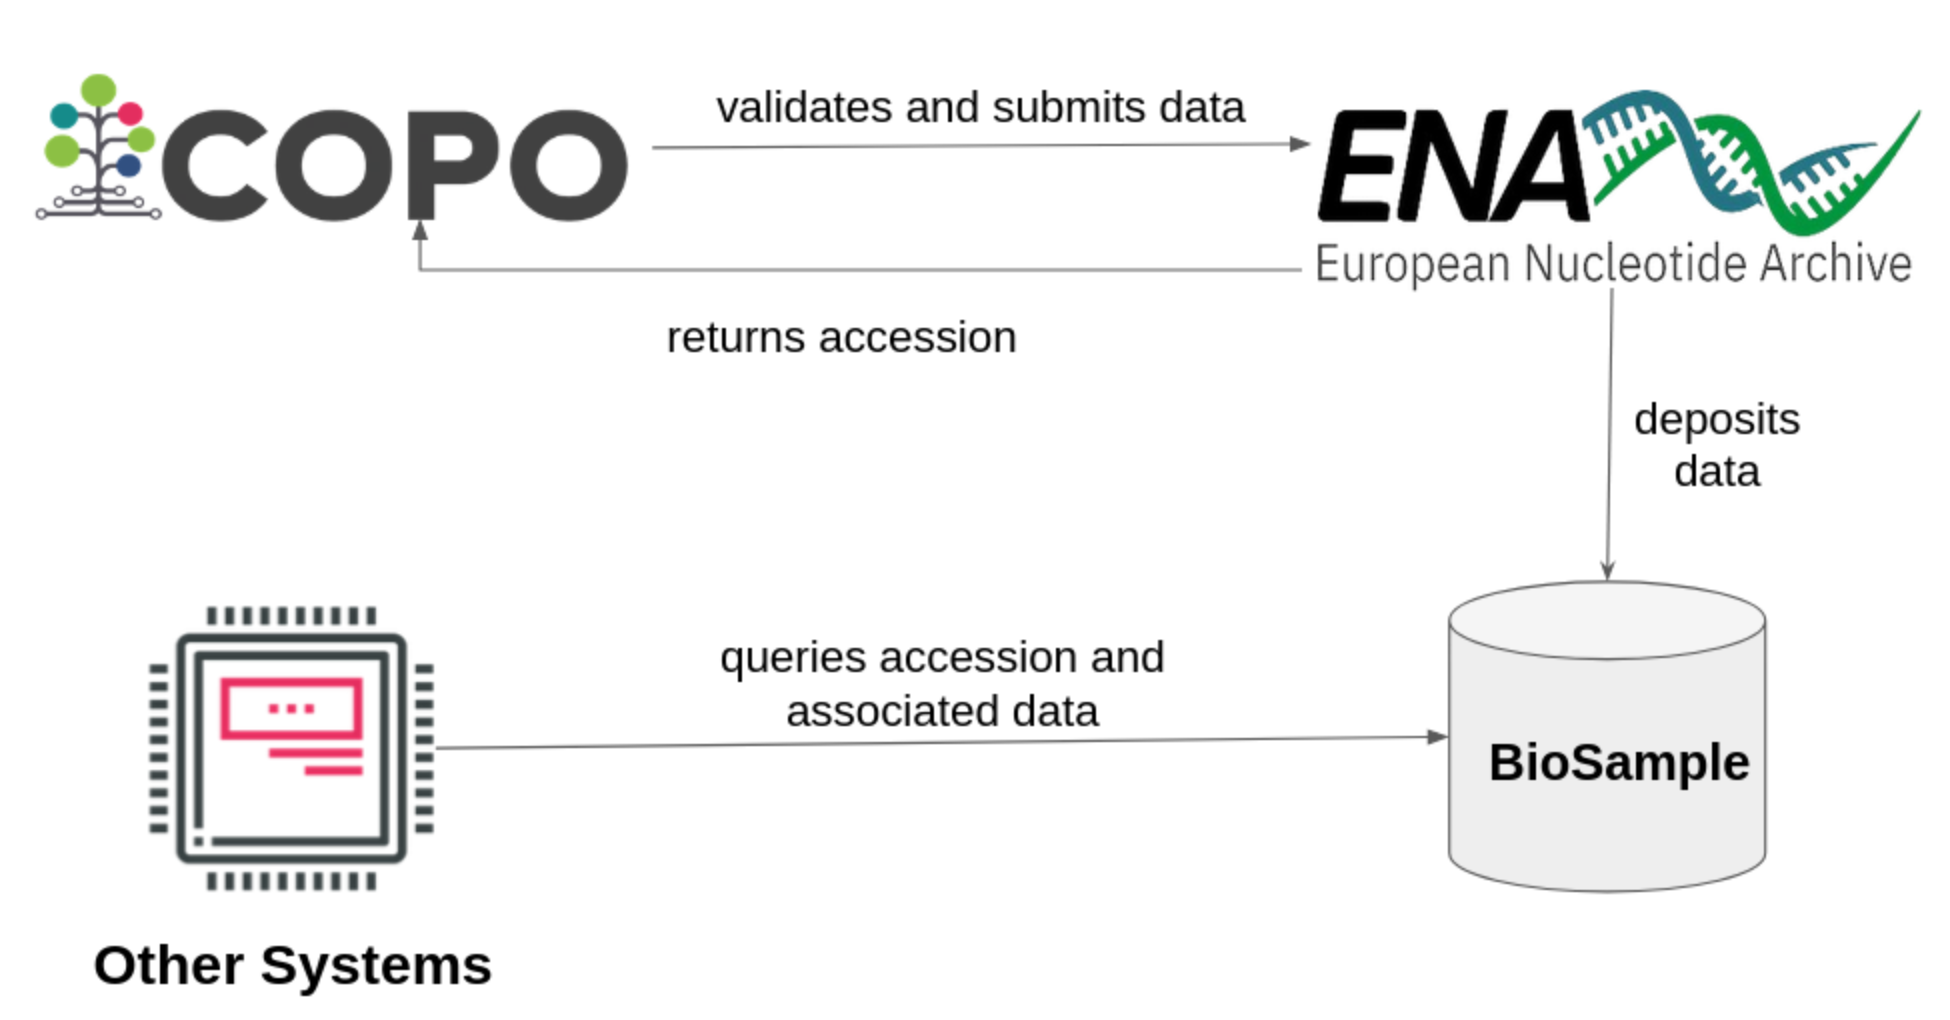 COPO
validates and submits data
ENA
European Nucleotide Archive
returns accession
deposits
data
queries accession and
associated data
BioSample
Other Systems